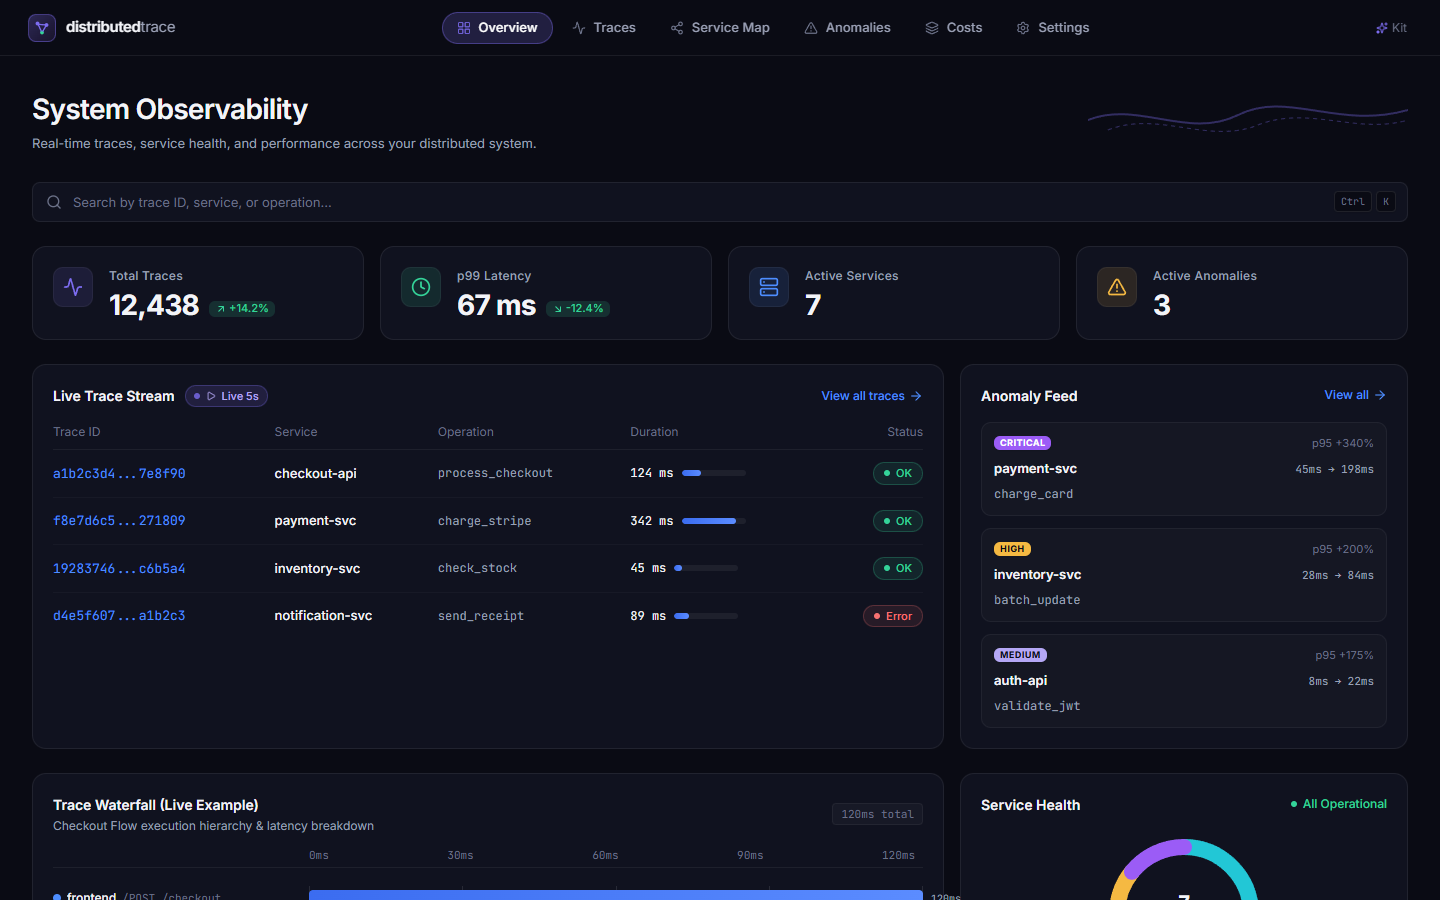 distributedtrace
Overview
Traces
Service Map
Anomalies
Costs
Settings
Kit
System Observability
Real-time traces, service health, and performance across your distributed system.
Search by trace ID, service, or operation...
Ctrl K
Total Traces
12,438 +14.2%
p99 Latency
67 ms -12.4%
Active Services
7
Active Anomalies
3
Live Trace Stream Live 5s View all traces →
Trace ID Service Operation Duration Status
a1b2c3d4...7e8f90 checkout-api process_checkout 124 ms OK
f8e7d6c5...271809 payment-svc charge_stripe 342 ms OK
19283746...c6b5a4 inventory-svc check_stock 45 ms OK
d4e5f607...a1b2c3 notification-svc send_receipt 89 ms Error
Anomaly Feed View all →
CRITICAL p95 +340%
payment-svc 45ms → 198ms
charge_card
HIGH p95 +200%
inventory-svc 28ms → 84ms
batch_update
MEDIUM p95 +175%
auth-api 8ms → 22ms
validate_jwt
Trace Waterfall (Live Example)
Checkout Flow execution hierarchy & latency breakdown
120ms total
0ms 30ms 60ms 90ms 120ms
frontend /POST /checkout 120ms
Service Health All Operational
7